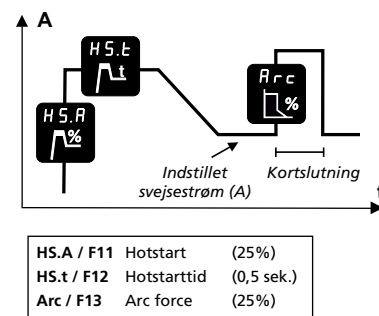 A
HS.t
t
HS.A
%
Arc
%
Indstillet
svejsestrøm (A)
Kortslutning
t
HS.A / F11 Hotstart (25%)
HS.t / F12 Hotstarttid (0,5 sek.)
Arc / F13 Arc force (25%)